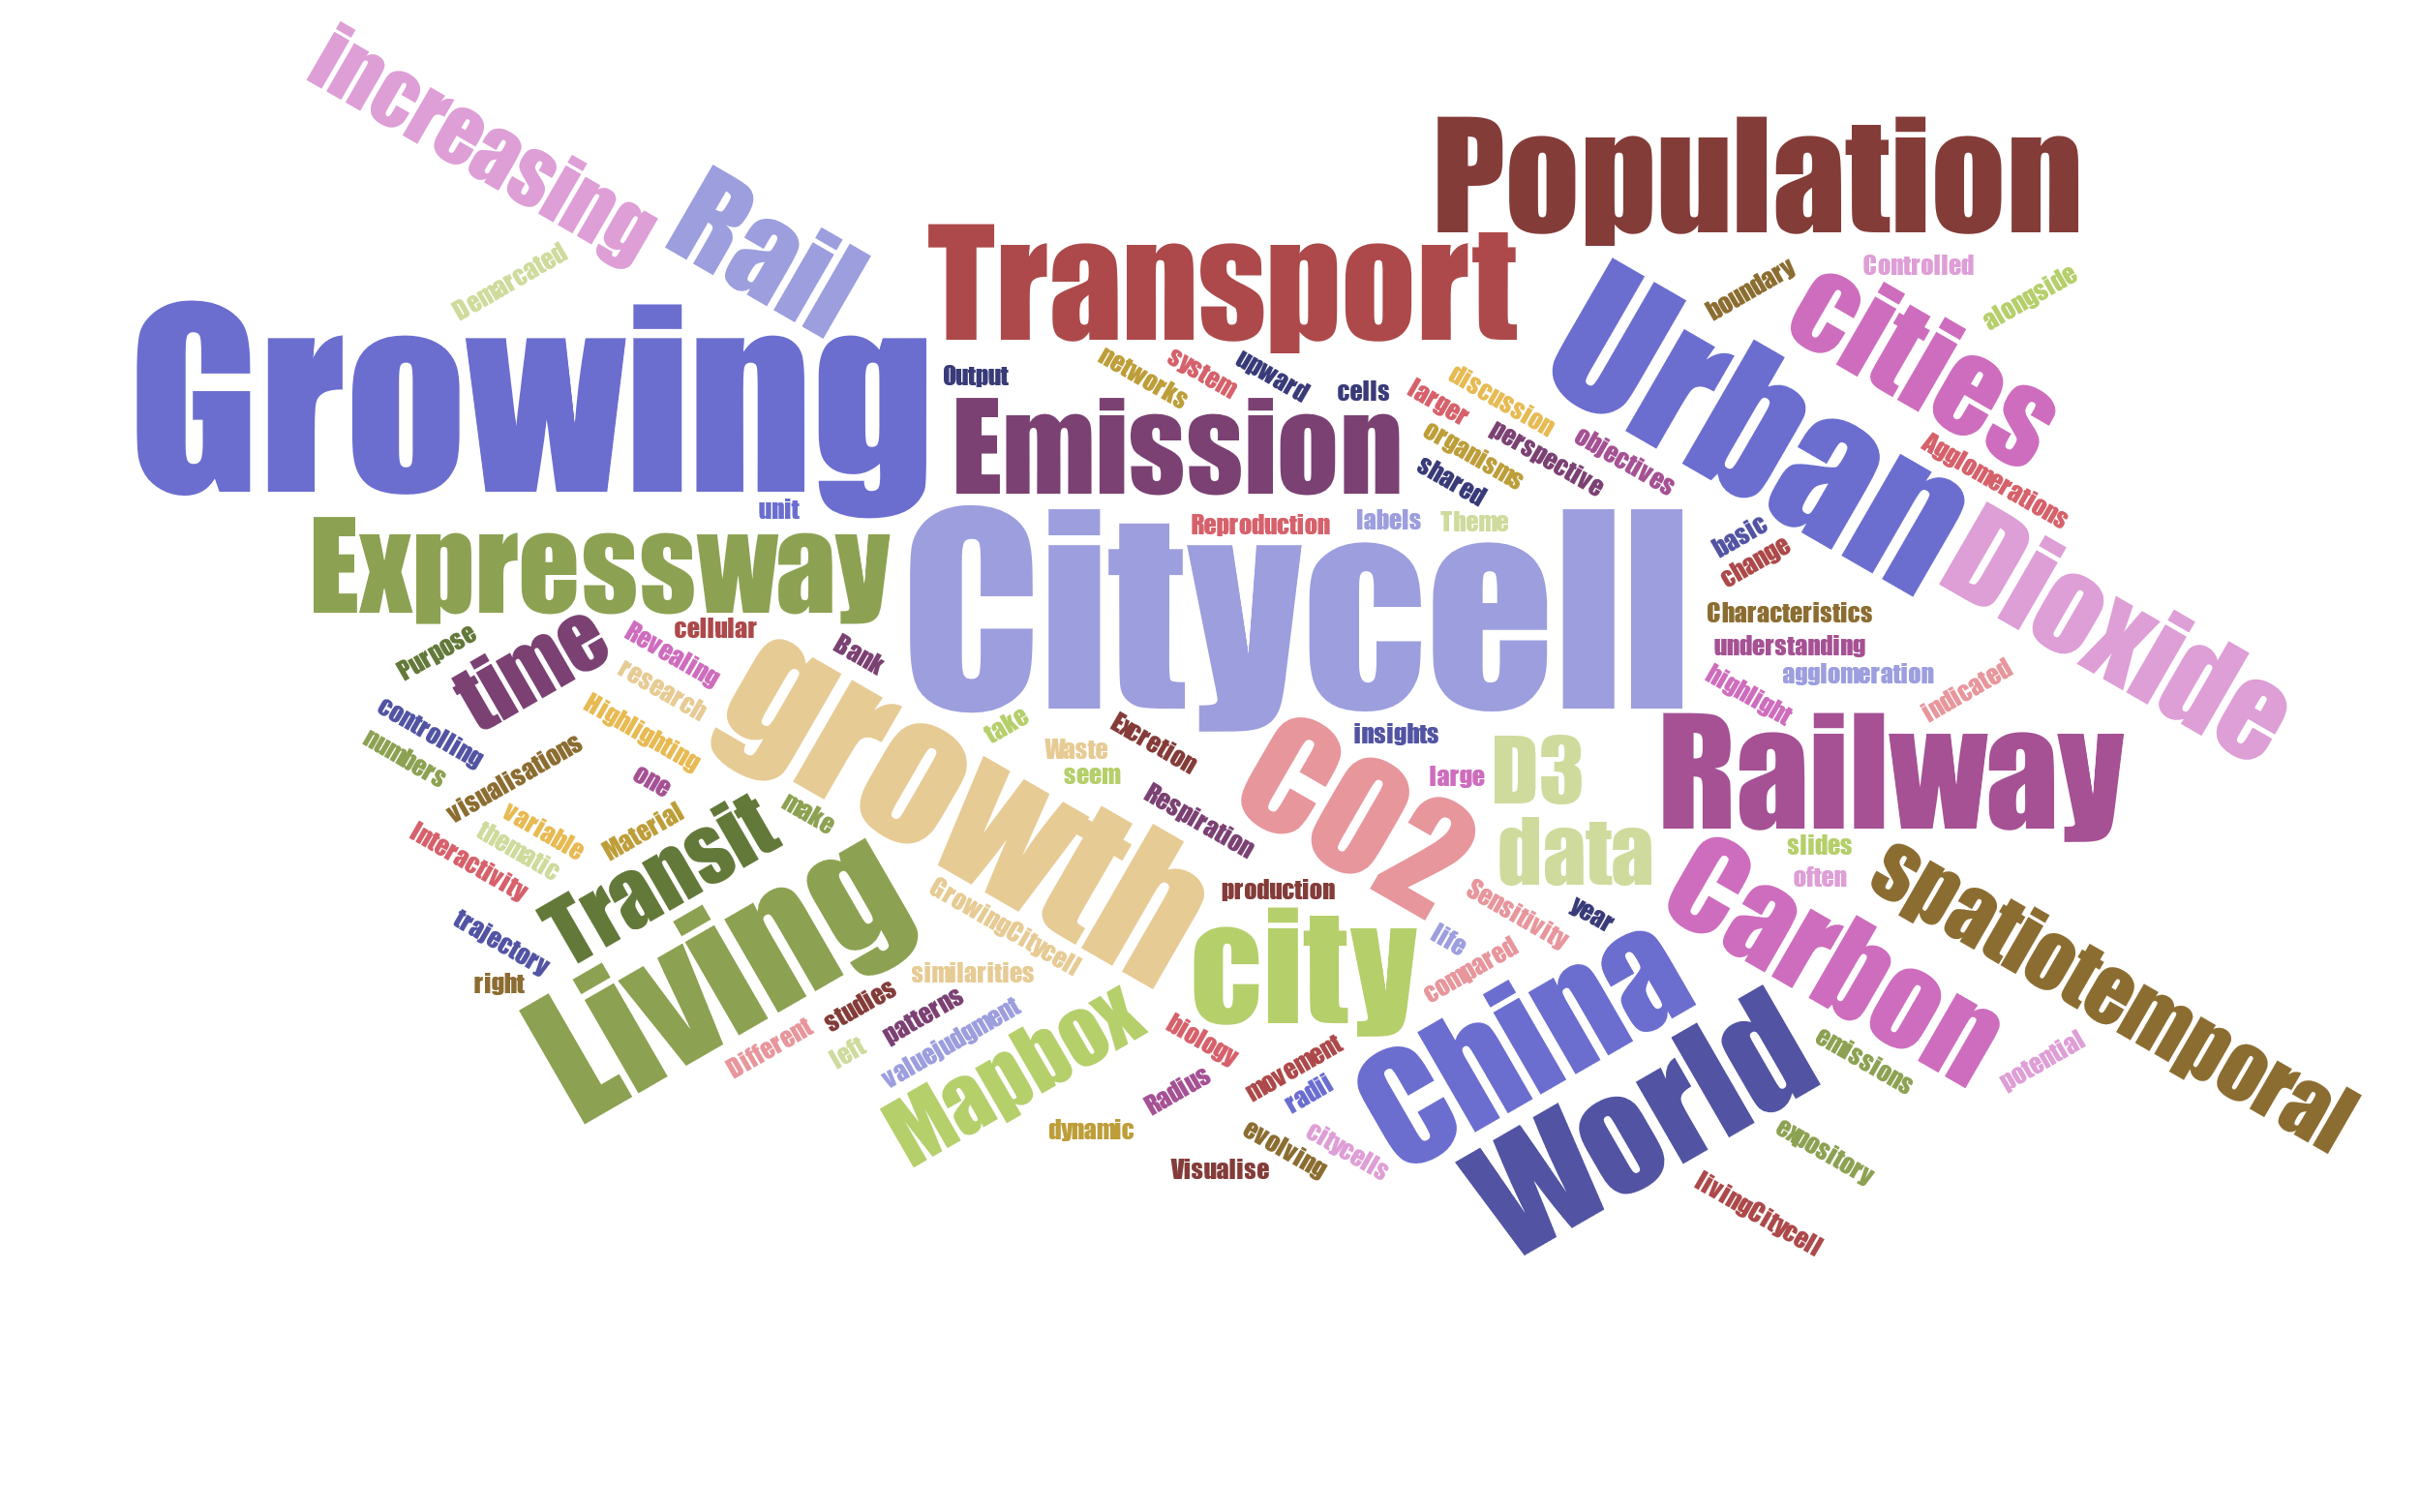 increasing
Rail
Population
Transport
Demarcated
boundary
Controlled
cities
alongside
Growing
Urban
Output
networks
system
upward
cells
larger
discussion
Emission
organisms
perspective
objectives
shared
Agglomerations
unit
Expressway
Citycell
Reproduction
labels
Theme
basic
change
Dioxide
Characteristics
understanding
agglomeration
highlight
indicated
Purpose
time
Revealing
cellular
Bank
research
growth
Highlighting
controlling
numbers
visualisations
one
take
Waste
seem
Excretion
CO2
insights
D3
large
Railway
make
Respiration
variable
thematic
Material
Interactivity
Transit
data
slides
often
Carbon
spatiotemporal
Living
GrowingCitycell
production
sensitivity
year
trajectory
right
similarities
city
life
compared
China
studies
patterns
Different
left
valuejudgment
Mapbox
biology
movement
Radius
radii
World
emissions
potential
dynamic
evolving
citycells
expository
Visualise
livingCitycell